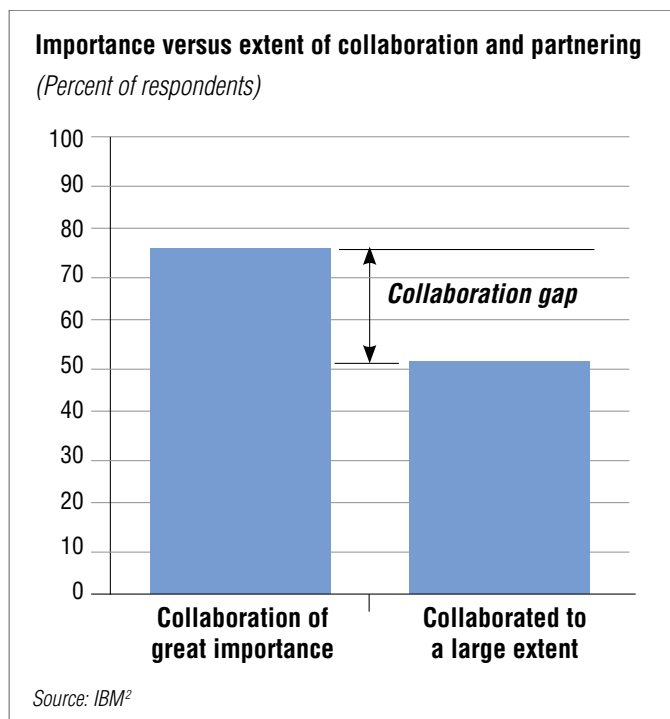 Importance versus extent of collaboration and partnering
(Percent of respondents)
100
90
80
70
60
50
40
30
20
10
0
Collaboration gap
Collaboration of
great importance
Collaborated to
a large extent
Source: IBM²